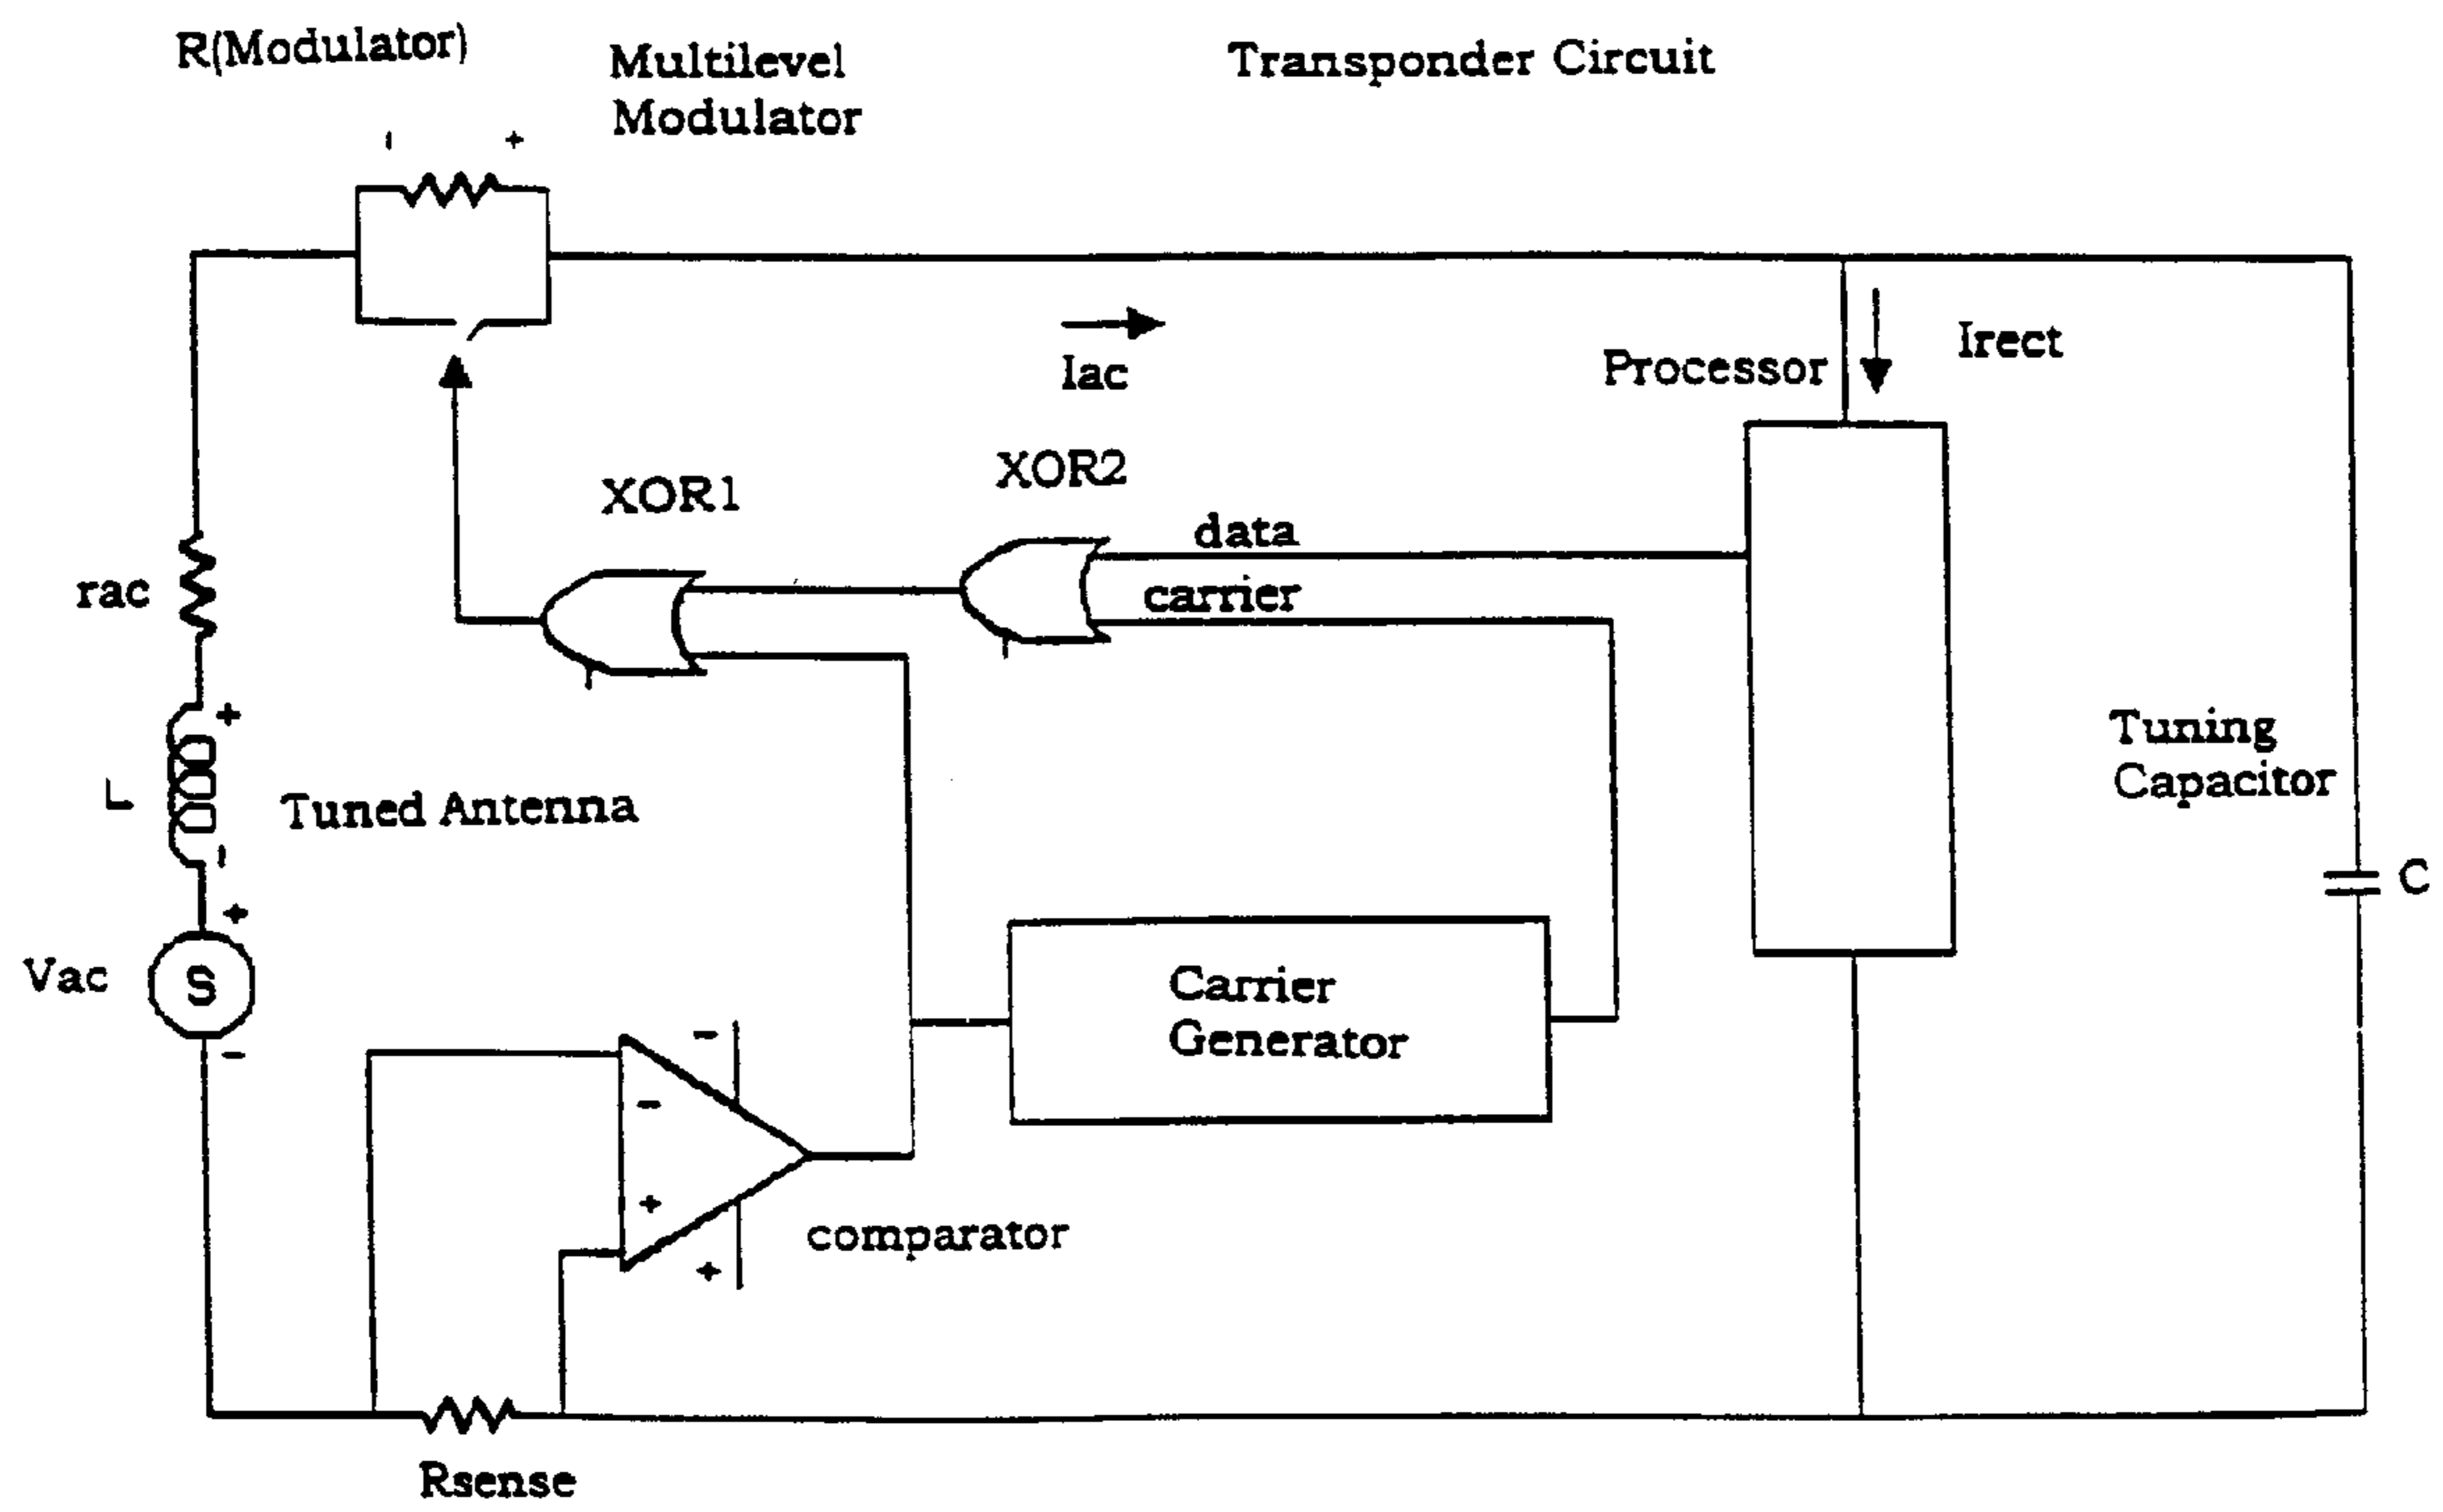 R(Modulator)
Multilevel
Modulator
Transponder Circuit
- +
Iac
Processor
Irect
XOR1
XOR2
data
carrier
rac
+
L
-
Tuned Antenna
Tuning
Capacitor
C
+
Vac
S
-
Carrier
Generator
-
-
+
+
comparator
Rsense